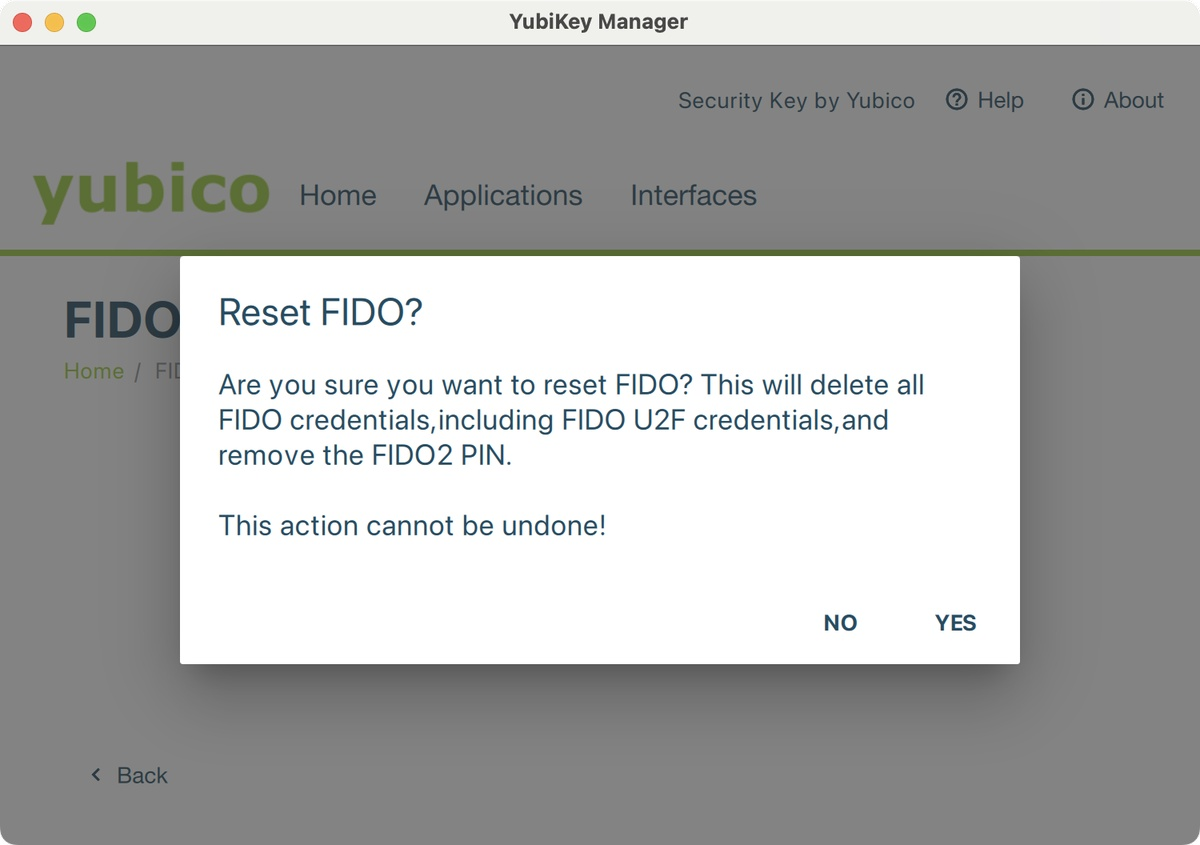 YubiKey Manager
Security Key by Yubico Help About
yubico Home Applications Interfaces
FIDO
Home /
Reset FIDO?
Are you sure you want to reset FIDO? This will delete all
FIDO credentials,including FIDO U2F credentials,and
remove the FIDO2 PIN.
This action cannot be undone!
NO YES
Back